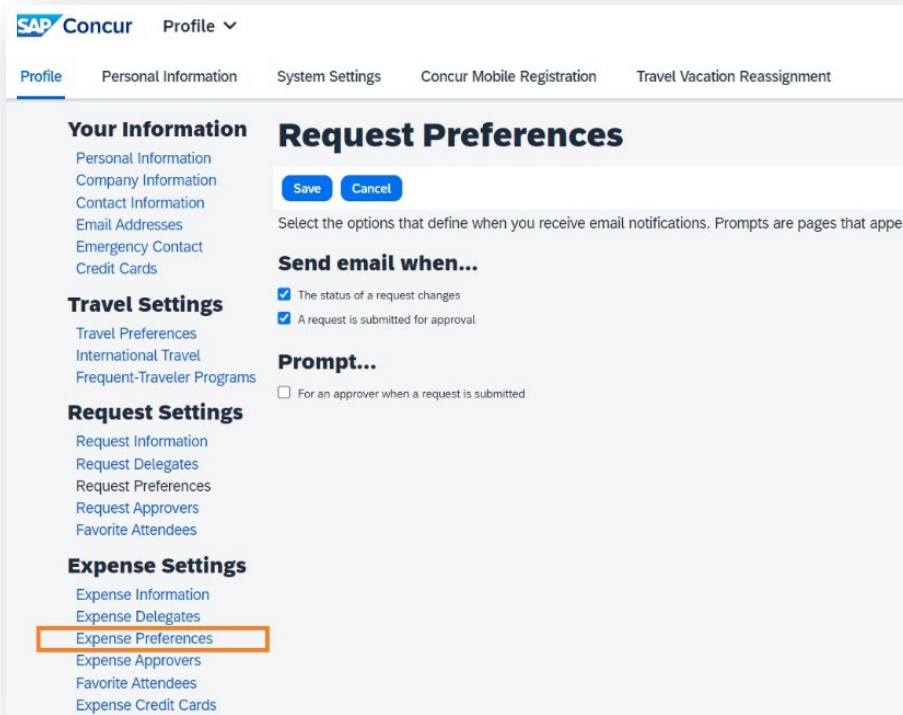 SAP Concur Profile
Profile Personal Information System Settings Concur Mobile Registration Travel Vacation Reassignment
Your Information
Personal Information
Company Information
Contact Information
Email Addresses
Emergency Contact
Credit Cards
Travel Settings
Travel Preferences
International Travel
Frequent-Traveler Programs
Request Settings
Request Information
Request Delegates
Request Preferences
Request Approvers
Favorite Attendees
Expense Settings
Expense Information
Expense Delegates
Expense Preferences
Expense Approvers
Favorite Attendees
Expense Credit Cards
Request Preferences
Save Cancel
Select the options that define when you receive email notifications. Prompts are pages that appe
Send email when...
The status of a request changes
A request is submitted for approval
Prompt...
For an approver when a request is submitted